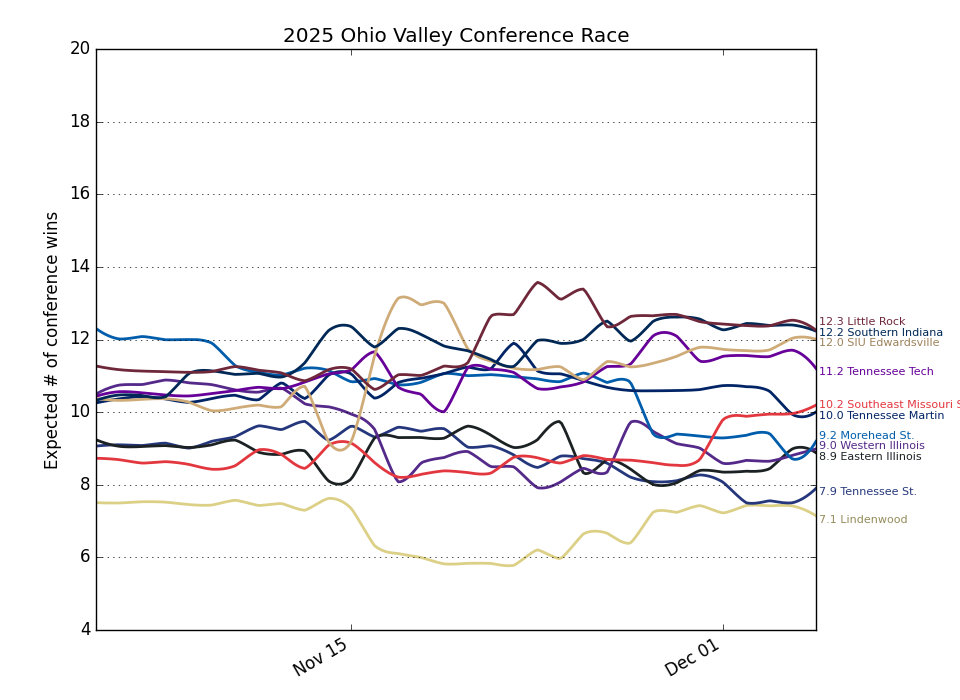 2025 Ohio Valley Conference Race
Expected # of conference wins
20
18
16
14
12
10
8
6
4
Nov 15
Dec 01
12.3 Little Rock
12.2 Southern Indiana
12.0 SIU Edwardsville
11.2 Tennessee Tech
10.2 Southeast Missouri S
10.0 Tennessee Martin
9.2 Morehead St.
9.0 Western Illinois
8.9 Eastern Illinois
7.9 Tennessee St.
7.1 Lindenwood